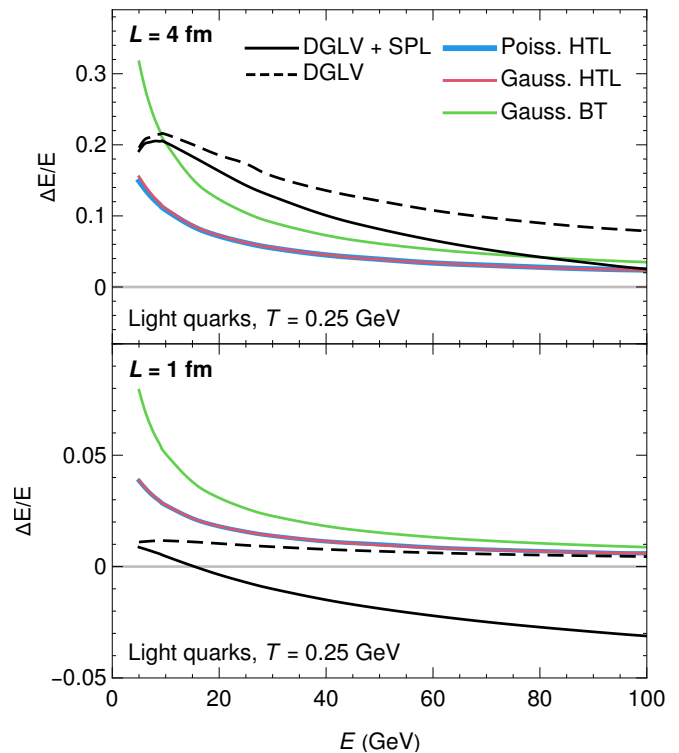 L = 4 fm
DGLV + SPL
DGLV
Poiss. HTL
Gauss. HTL
Gauss. BT
0.3
0.2
0.1
0
ΔE/E
Light quarks, T = 0.25 GeV
L = 1 fm
0.05
0
−0.05
ΔE/E
Light quarks, T = 0.25 GeV
0 20 40 60 80 100
E (GeV)